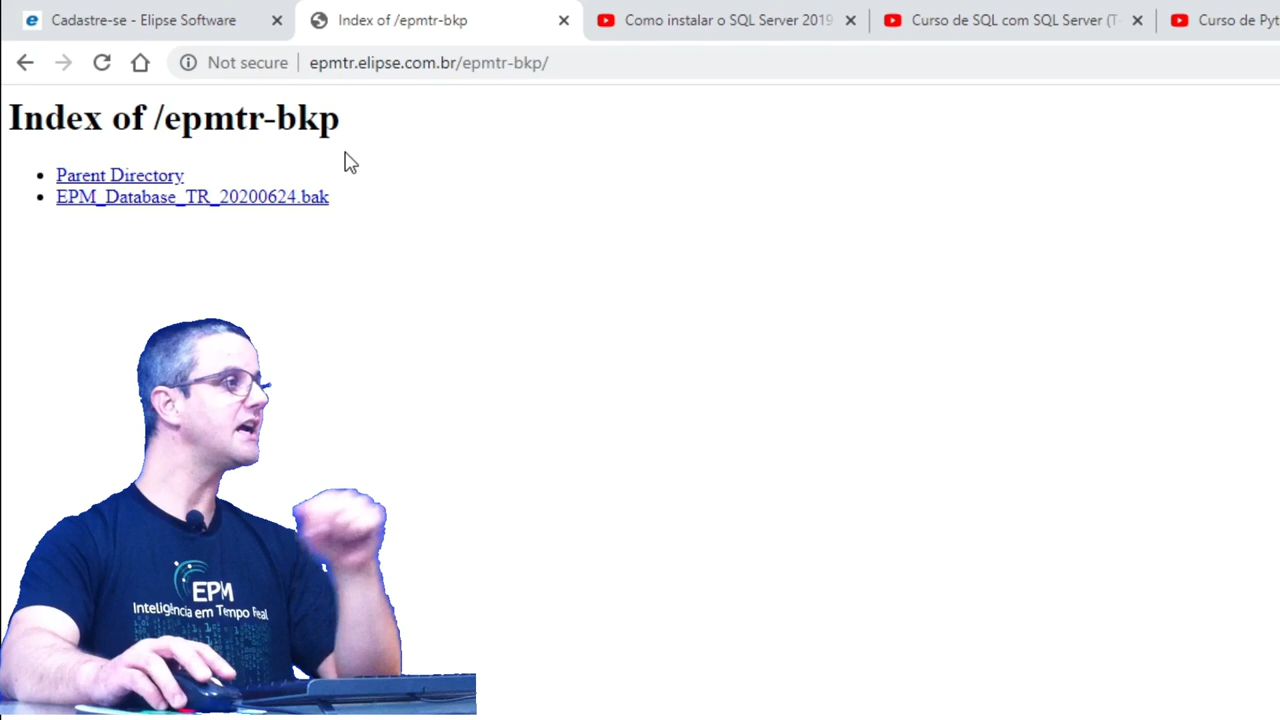 Cadastre-se - Elipse Software
Index of /epmtr-bkp
Como instalar o SQL Server 2019
Curso de SQL com SQL Server (T-
Curso de Pyt
Not secure
epmtr.elipse.com.br/epmtr-bkp/
Index of /epmtr-bkp
Parent Directory
EPM_Database_TR_20200624.bak
EPM
Inteligência em Tempo Real